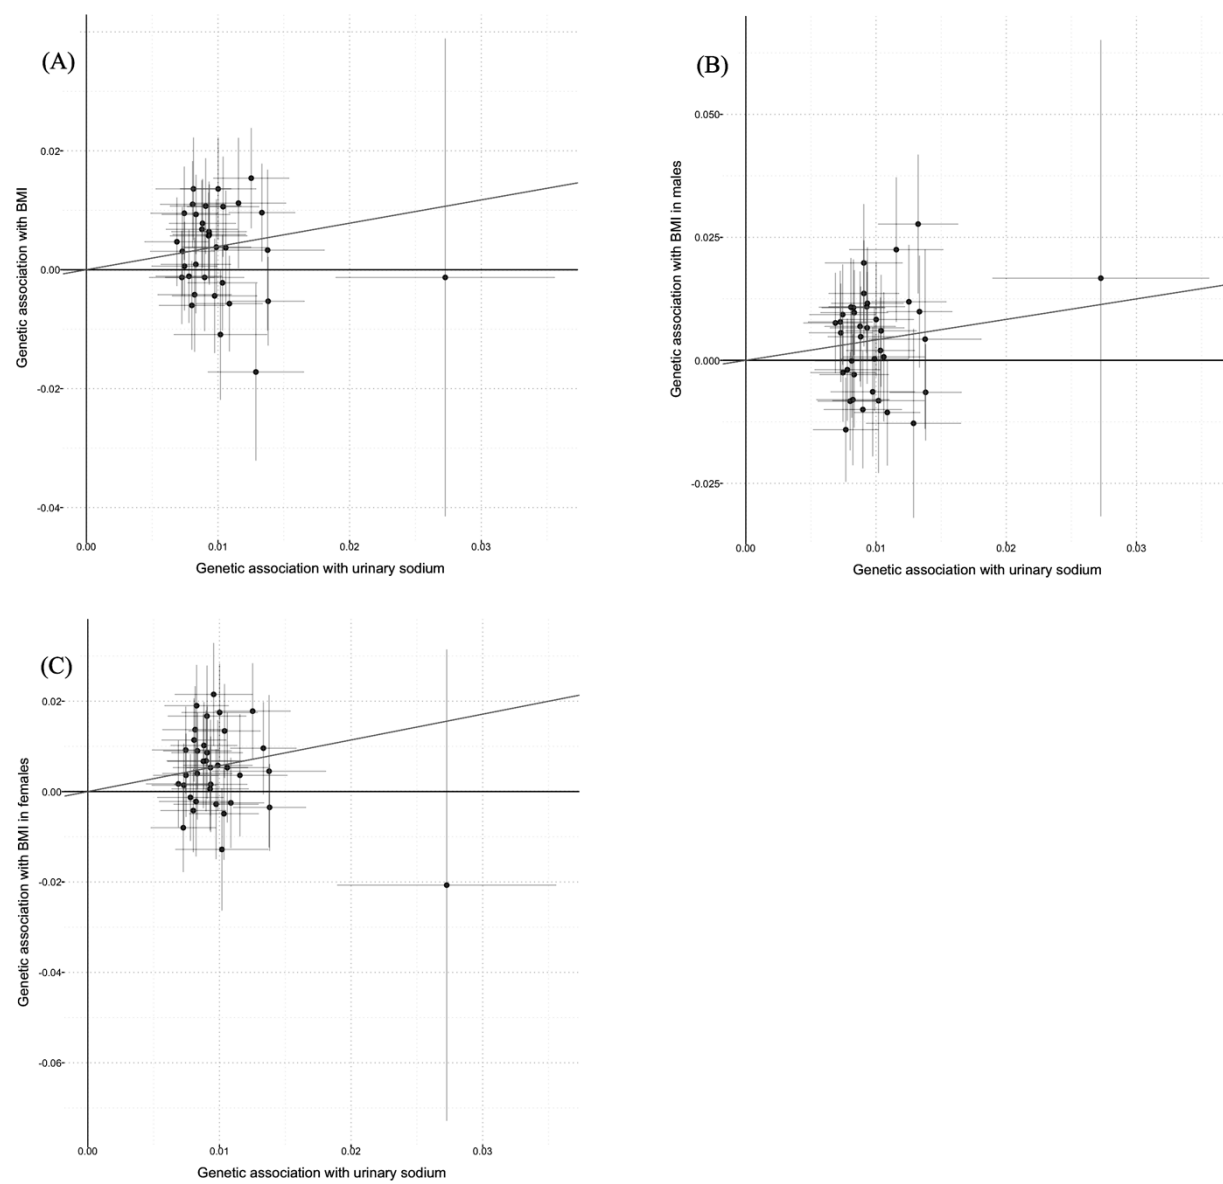 (A)
Genetic association with BMI
0.02
0.00
-0.02
-0.04
0.00 0.01 0.02 0.03
Genetic association with urinary sodium
(B)
Genetic association with BMI in males
0.050
0.025
0.000
-0.025
0.00 0.01 0.02 0.03
Genetic association with urinary sodium
(C)
Genetic association with BMI in females
0.02
0.00
-0.02
-0.04
-0.06
0.00 0.01 0.02 0.03
Genetic association with urinary sodium